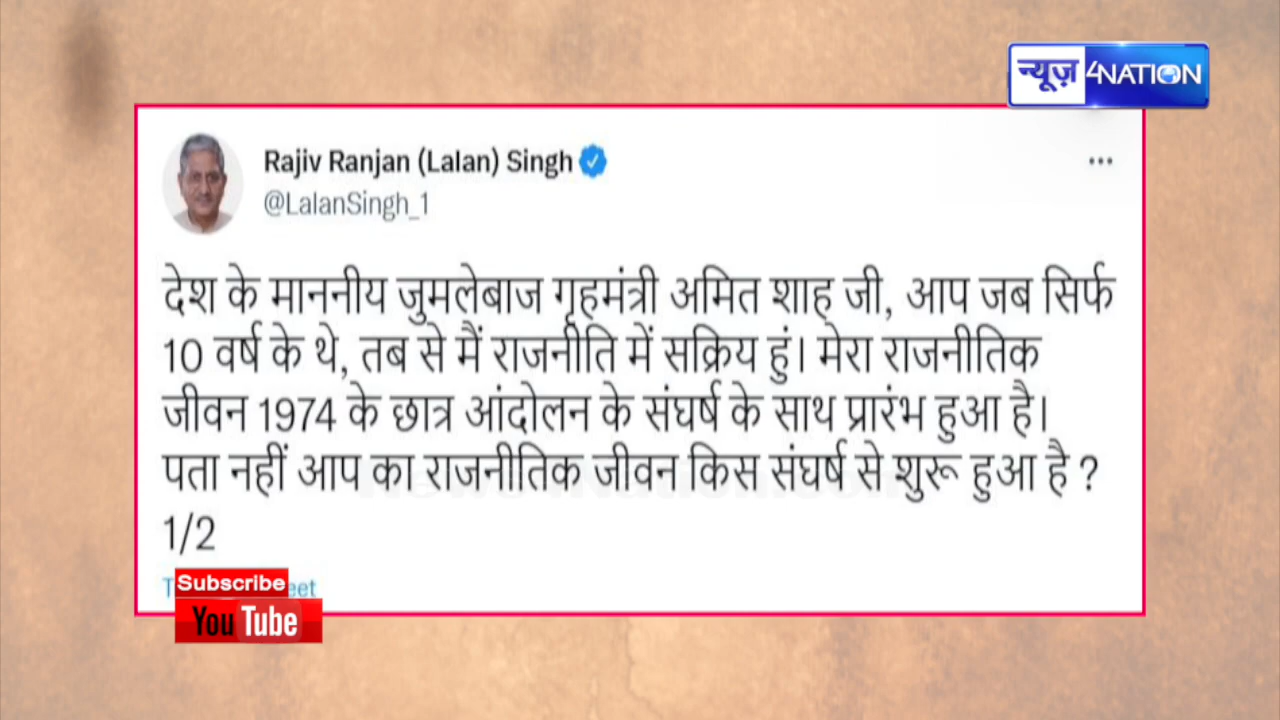 न्यूज़ 4NATION
Rajiv Ranjan (Lalan) Singh
@LalanSingh_1
देश के माननीय जुमलेबाज गृहमंत्री अमित शाह जी, आप जब सिर्फ
10 वर्ष के थे, तब से मैं राजनीति में सक्रिय हुं। मेरा राजनीतिक
जीवन 1974 के छात्र आंदोलन के संघर्ष के साथ प्रारंभ हुआ है।
पता नहीं आप का राजनीतिक जीवन किस संघर्ष से शुरू हुआ है ?
1/2
Subscribe
YouTube